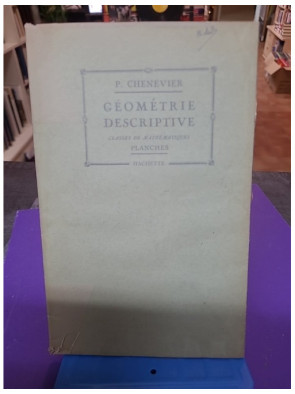 P. CHENEVIER
GÉOMÉTRIE
DESCRIPTIVE
CLASSES DE MATHÉMATIQUES
PLANCHES
HACHETTE